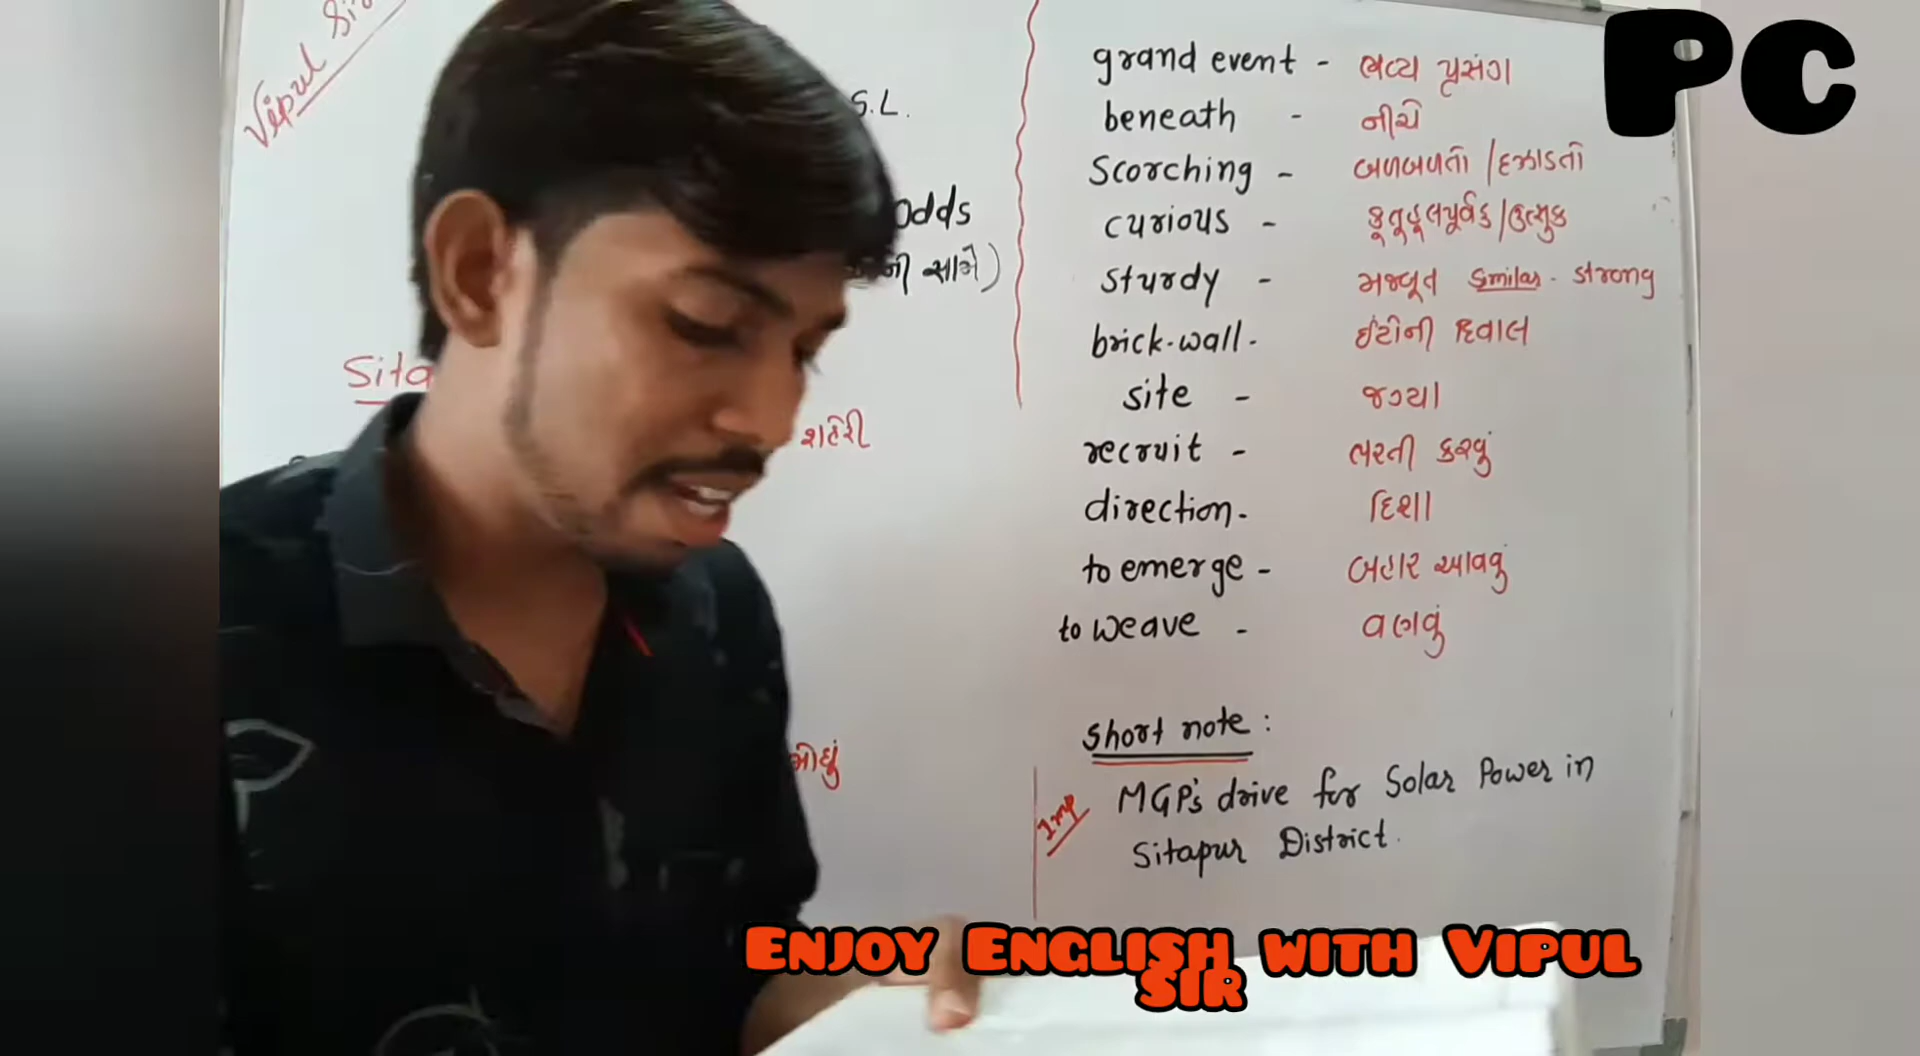 Vipul Sir
S.L.
Odds
ની સામે)
Sita
શહેરી
મોઘું
grand event - ભવ્ય પ્રસંગ
beneath - નીચે
Scorching - બળબળતો /દઝાડતો
curious - કૂતૂહલપૂર્વક/ઉત્સુક
sturdy - મજબૂત Similar - strong
brick-wall - ઈંટોની દિવાલ
site - જગ્યા
recruit - ભરતી કરવું
direction - દિશા
to emerge - બહાર આવવું
to weave - વણવું
Short note :
Imp MGP's drive for Solar Power in
Sitapur District.
PC
ENJOY ENGLISH WITH VIPUL
SIR